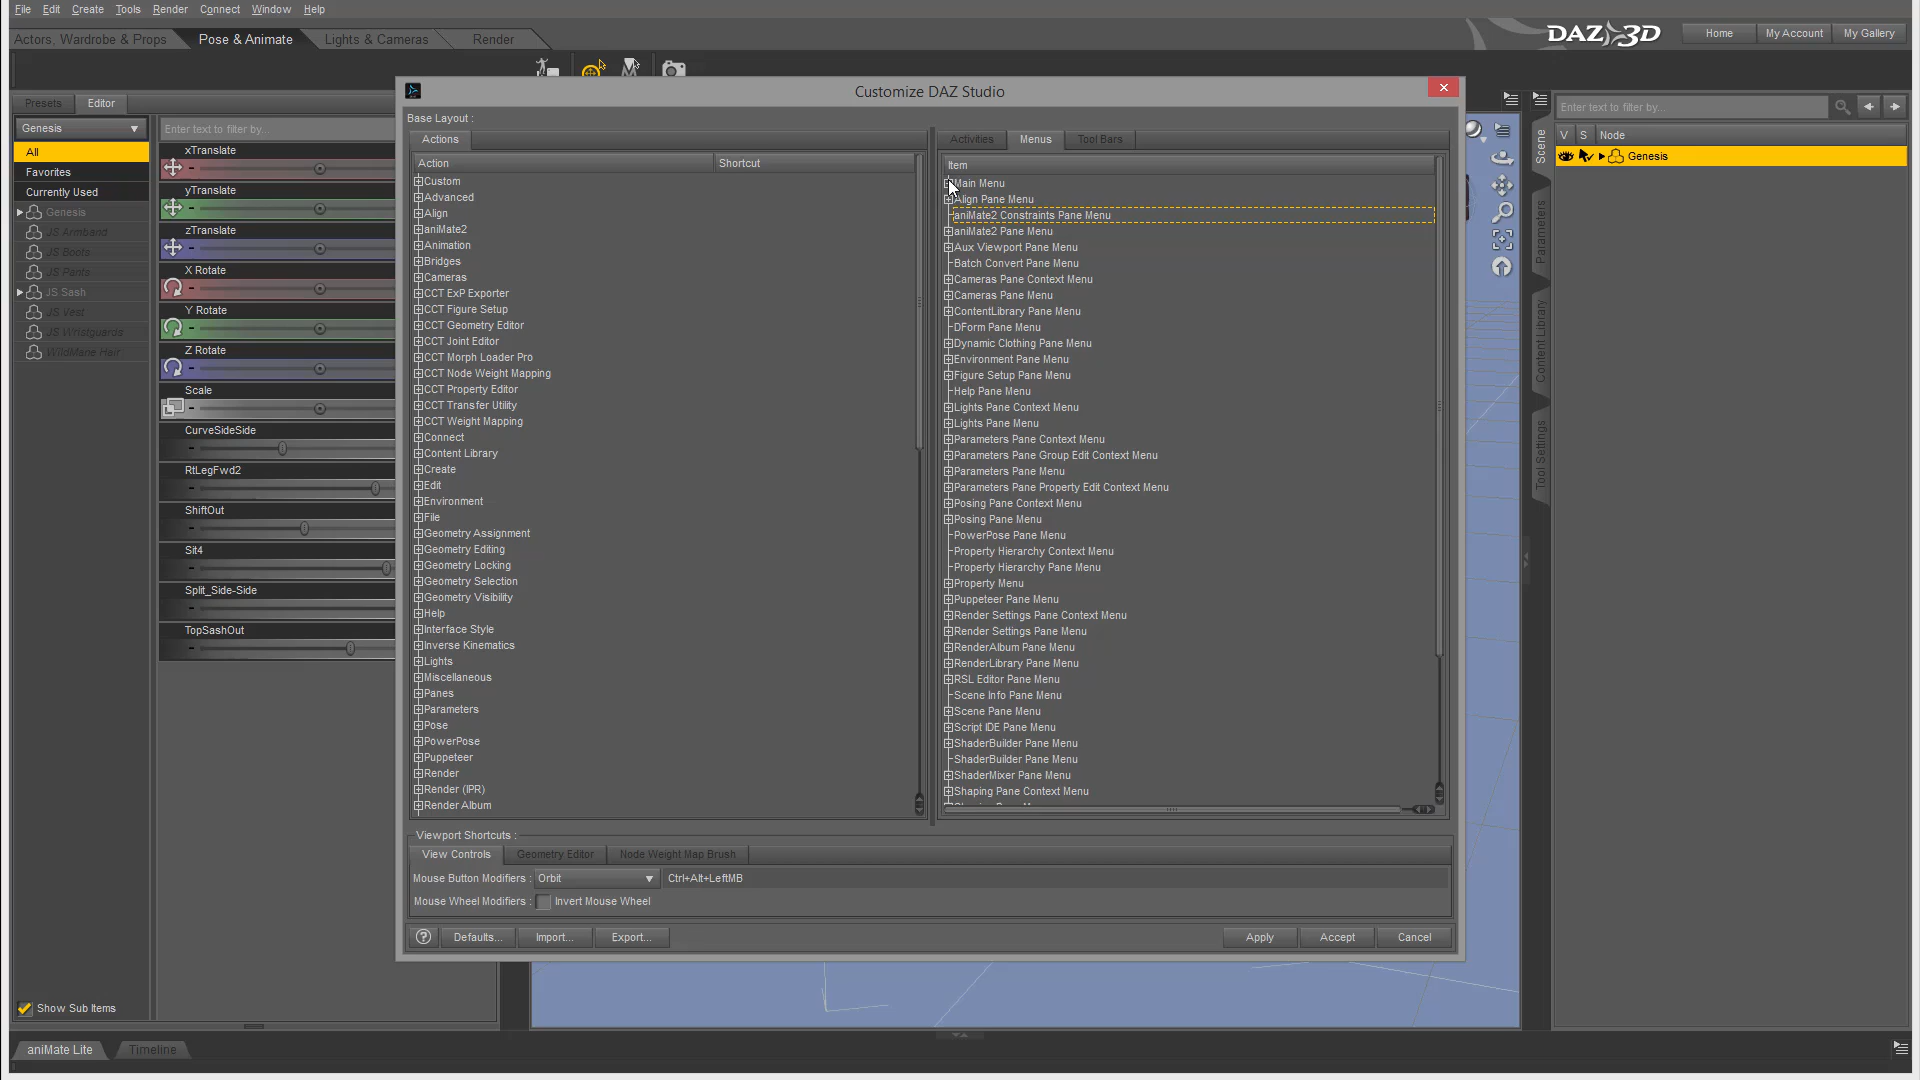 File Edit Create Tools Render Connect Window Help
Actors, Wardrobe & Props Pose & Animate Lights & Cameras Render
DAZ 3D
Home My Account My Gallery
Customize DAZ Studio
Presets Editor
Genesis
Enter text to filter by...
All
Favorites
Currently Used
Genesis
JS Armband
JS Boots
JS Pants
JS Sash
JS Vest
JS Wristguards
WildMane Hair
Show Sub Items
xTranslate
yTranslate
zTranslate
X Rotate
Y Rotate
Z Rotate
Scale
CurveSideSide
RtLegFwd2
ShiftOut
Sit4
Split_Side-Side
TopSashOut
Base Layout :
Actions
Action Shortcut
Custom
Advanced
Align
aniMate2
Animation
Bridges
Cameras
CCT ExP Exporter
CCT Figure Setup
CCT Geometry Editor
CCT Joint Editor
CCT Morph Loader Pro
CCT Node Weight Mapping
CCT Property Editor
CCT Transfer Utility
CCT Weight Mapping
Connect
Content Library
Create
Edit
Environment
File
Geometry Assignment
Geometry Editing
Geometry Locking
Geometry Selection
Geometry Visibility
Help
Interface Style
Inverse Kinematics
Lights
Miscellaneous
Panes
Parameters
Pose
PowerPose
Puppeteer
Render
Render (IPR)
Render Album
Activities Menus Tool Bars
Item
Main Menu
Align Pane Menu
aniMate2 Constraints Pane Menu
aniMate2 Pane Menu
Aux Viewport Pane Menu
Batch Convert Pane Menu
Cameras Pane Context Menu
Cameras Pane Menu
ContentLibrary Pane Menu
DForm Pane Menu
Dynamic Clothing Pane Menu
Environment Pane Menu
Figure Setup Pane Menu
Help Pane Menu
Lights Pane Context Menu
Lights Pane Menu
Parameters Pane Context Menu
Parameters Pane Group Edit Context Menu
Parameters Pane Menu
Parameters Pane Property Edit Context Menu
Posing Pane Context Menu
Posing Pane Menu
PowerPose Pane Menu
Property Hierarchy Context Menu
Property Hierarchy Pane Menu
Property Menu
Puppeteer Pane Menu
Render Settings Pane Context Menu
Render Settings Pane Menu
RenderAlbum Pane Menu
RenderLibrary Pane Menu
RSL Editor Pane Menu
Scene Info Pane Menu
Scene Pane Menu
Script IDE Pane Menu
ShaderBuilder Pane Menu
ShaderBuilder Pane Menu
ShaderMixer Pane Menu
Shaping Pane Context Menu
Viewport Shortcuts :
View Controls Geometry Editor Node Weight Map Brush
Mouse Button Modifiers : Orbit Ctrl+Alt+LeftMB
Mouse Wheel Modifiers : Invert Mouse Wheel
? Defaults... Import... Export... Apply Accept Cancel
Scene
Parameters
Content Library
Tool Settings
Enter text to filter by...
V S Node
Genesis
aniMate Lite Timeline